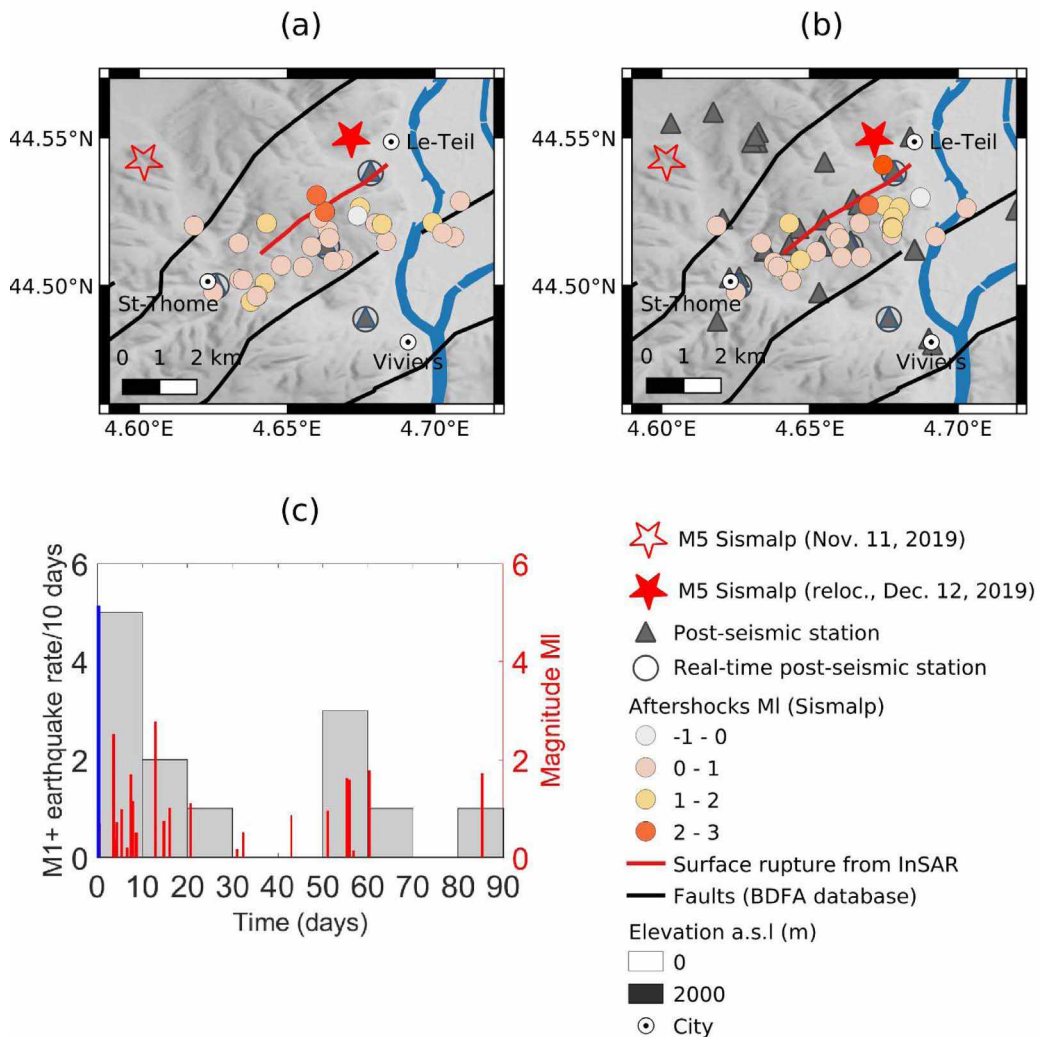 (a)
(b)
44.55°N
44.50°N
Le-Teil
St-Thome
Viviers
0 1 2 km
4.60°E 4.65°E 4.70°E
44.55°N
44.50°N
Le-Teil
St-Thome
Viviers
0 1 2 km
4.60°E 4.65°E 4.70°E
(c)
M1+ earthquake rate/10 days
6
4
2
0
6
4
2
0
Magnitude Ml
0 10 20 30 40 50 60 70 80 90
Time (days)
M5 Sismalp (Nov. 11, 2019)
M5 Sismalp (reloc., Dec. 12, 2019)
Post-seismic station
Real-time post-seismic station
Aftershocks Ml (Sismalp)
-1 - 0
0 - 1
1 - 2
2 - 3
Surface rupture from InSAR
Faults (BDFA database)
Elevation a.s.l (m)
0
2000
City